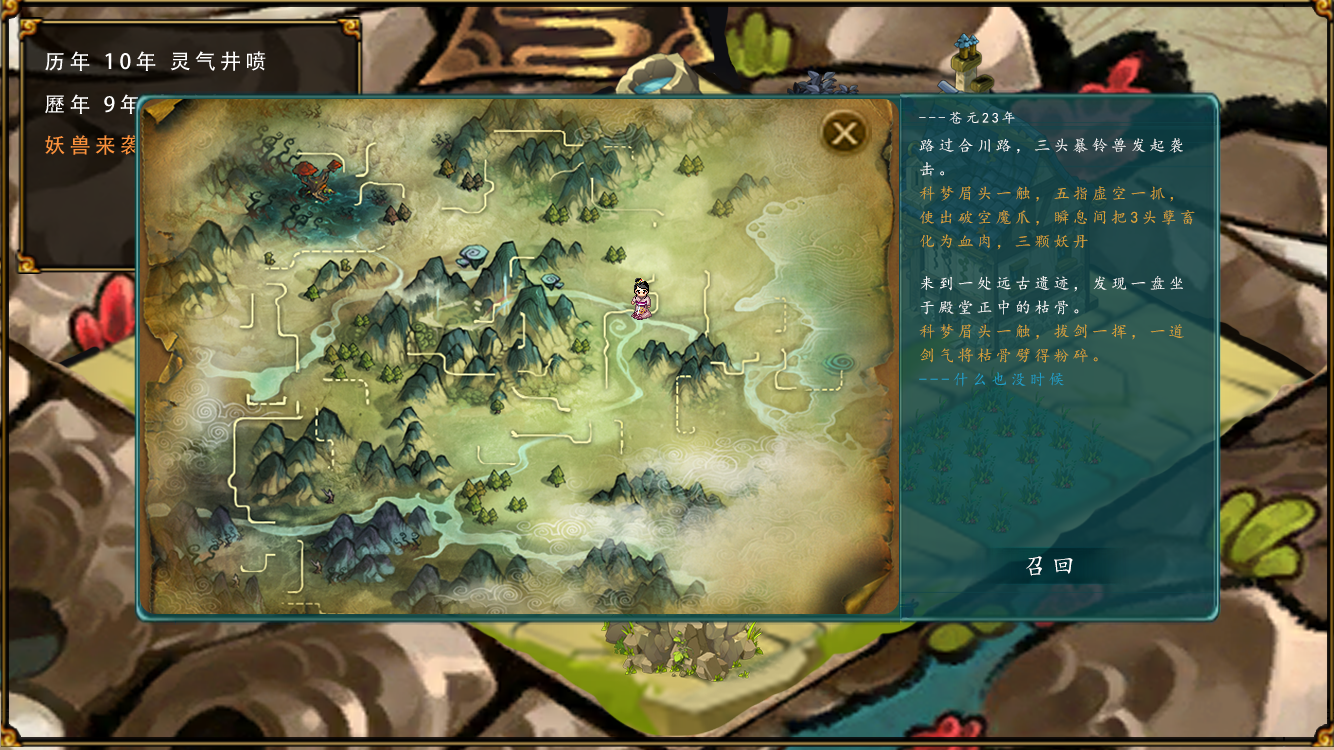 历年 10年 灵气井喷
歷年 9年
妖兽来袭
---苍元23年
路过合川路，三头暴铃兽发起袭
击。
科梦眉头一触，五指虚空一抓，
使出破空魔爪，瞬息间把3头孽畜
化为血肉，三颗妖丹
来到一处远古遗迹，发现一盘坐
于殿堂正中的枯骨。
科梦眉头一触，拔剑一挥，一道
剑气将枯骨劈得粉碎。
---什么也没时候
召回